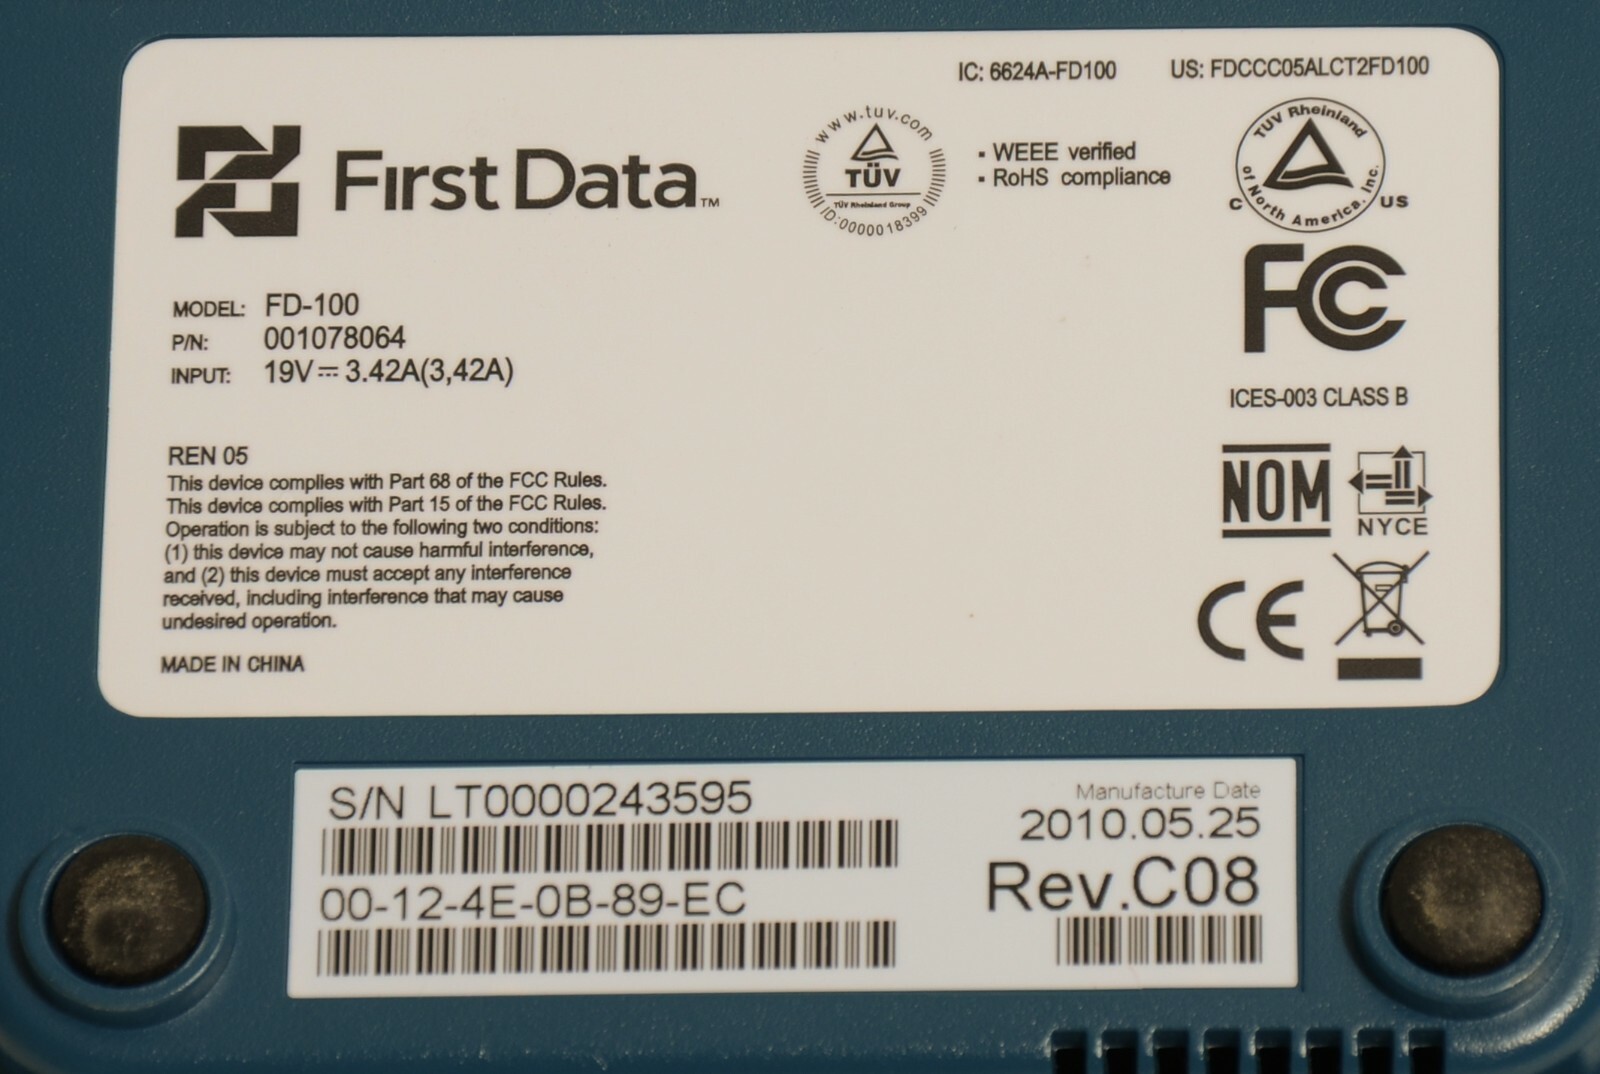 IC: 6624A-FD100 US: FDCCC05ALCT2FD100
First Data™
www.tuv.com
TÜV
TÜV Rheinland Group
ID:0000018399
▪ WEEE verified
▪ RoHS compliance
TÜV Rheinland
of North America, Inc.
C US
FC
MODEL: FD-100
P/N: 001078064
INPUT: 19V⎓3.42A(3,42A)
ICES-003 CLASS B
REN 05
This device complies with Part 68 of the FCC Rules.
This device complies with Part 15 of the FCC Rules.
Operation is subject to the following two conditions:
(1) this device may not cause harmful interference,
and (2) this device must accept any interference
received, including interference that may cause
undesired operation.
MADE IN CHINA
NOM
NYCE
CE
S/N LT0000243595
00-12-4E-0B-89-EC
Manufacture Date
2010.05.25
Rev.C08